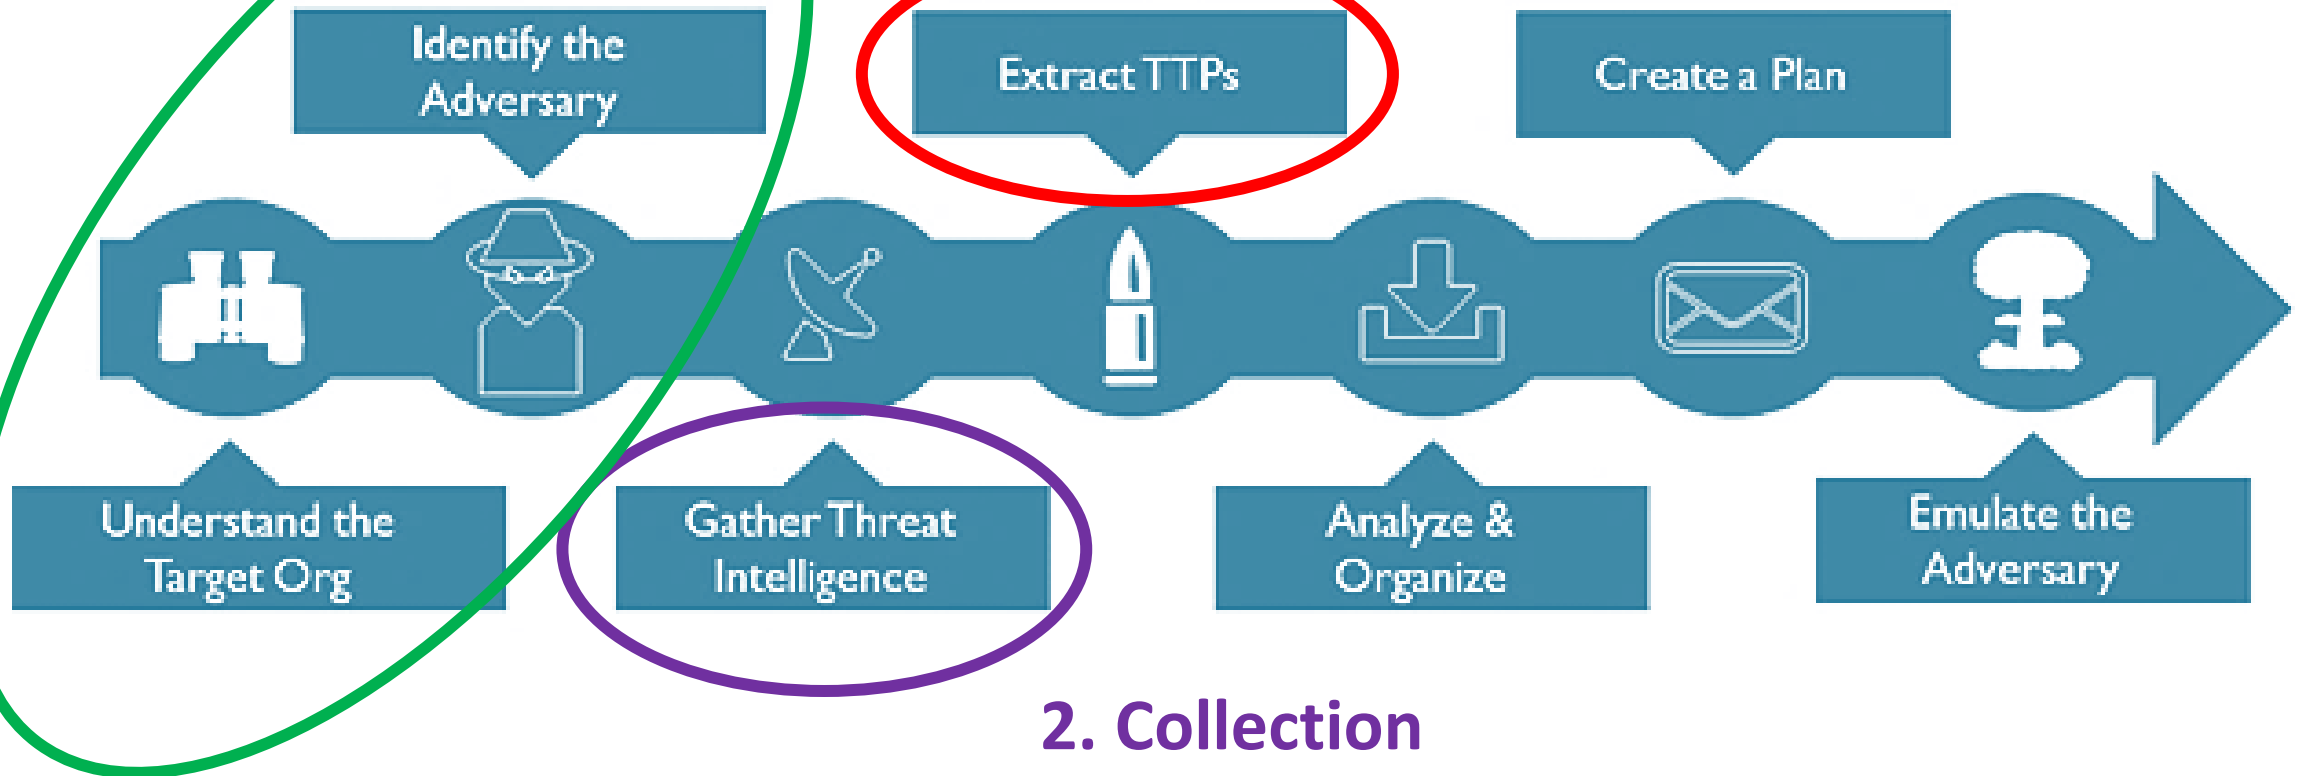 Identify the
Adversary
Extract TTPs
Create a Plan
Understand the
Target Org
Gather Threat
Intelligence
Analyze &
Organize
Emulate the
Adversary
2. Collection